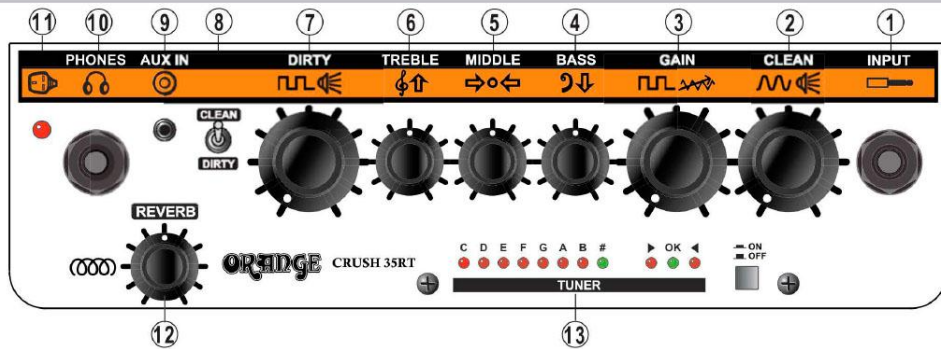 11 10 9 8 7 6 5 4 3 2 1
PHONES AUX IN DIRTY TREBLE MIDDLE BASS GAIN CLEAN INPUT
CLEAN
DIRTY
REVERB
ORANGE CRUSH 35RT
C D E F G A B # OK
ON
OFF
TUNER
12 13